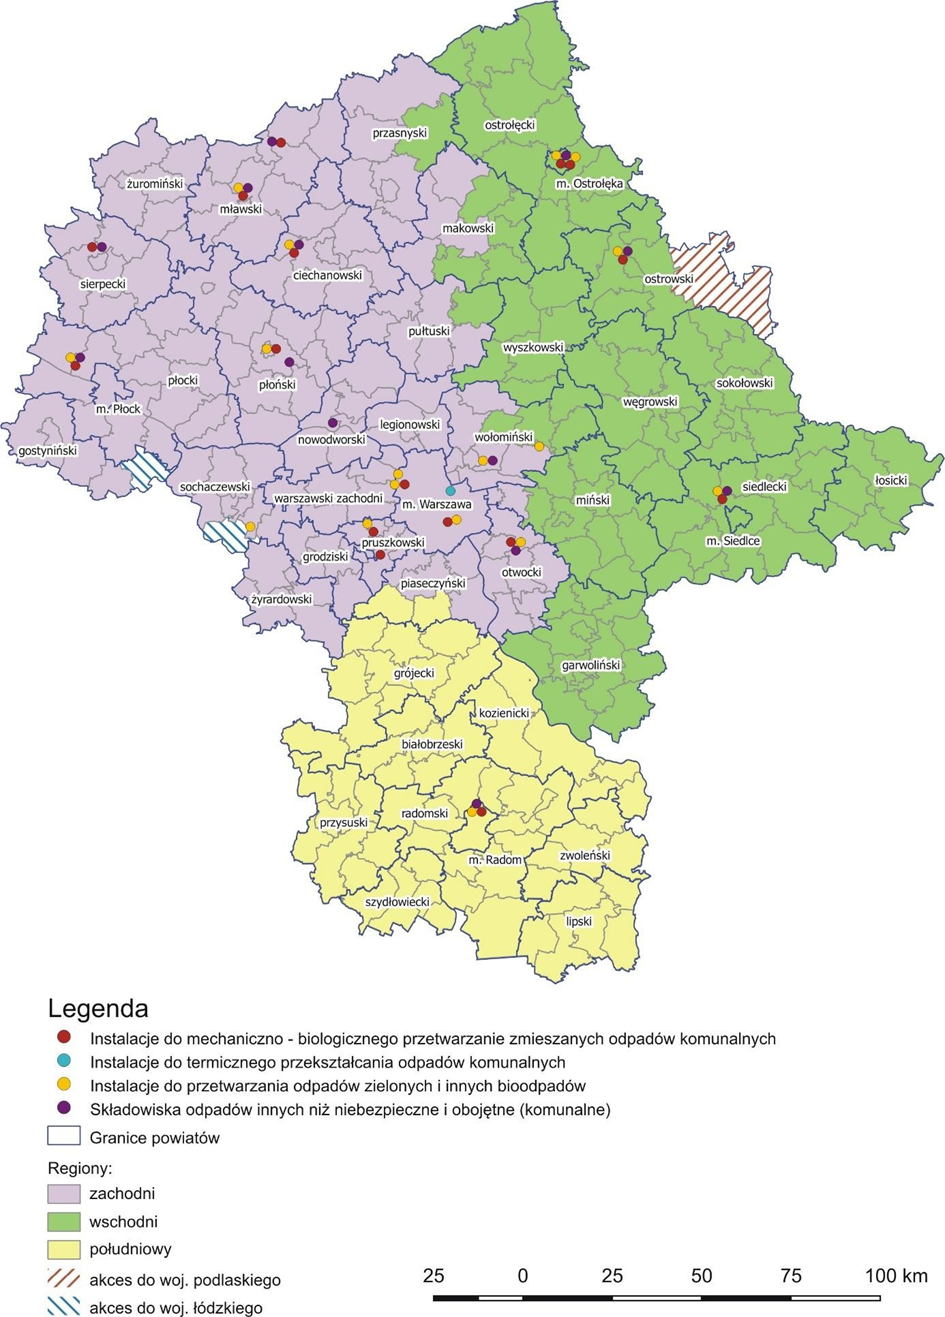 przasnyski
ostrołęcki
żuromiński
m. Ostrołęka
mławski
makowski
ciechanowski
ostrowski
sierpecki
pułtuski
wyszkowski
płocki
płoński
sokołowski
węgrowski
m. Płock
legionowski
nowodworski
wołomiński
gostyniński
łosicki
siedlecki
sochaczewski
warszawski zachodni
miński
m. Warszawa
m. Siedlce
pruszkowski
grodziski
otwocki
piaseczyński
żyrardowski
garwoliński
grójecki
kozienicki
białobrzeski
radomski
przysuski
m. Radom
zwoleński
szydłowiecki
lipski
Legenda
Instalacje do mechaniczno - biologicznego przetwarzanie zmieszanych odpadów komunalnych
Instalacje do termicznego przekształcania odpadów komunalnych
Instalacje do przetwarzania odpadów zielonych i innych bioodpadów
Składowiska odpadów innych niż niebezpieczne i obojętne (komunalne)
Granice powiatów
Regiony:
zachodni
wschodni
południowy
akces do woj. podlaskiego
akces do woj. łódzkiego
25 0 25 50 75 100 km